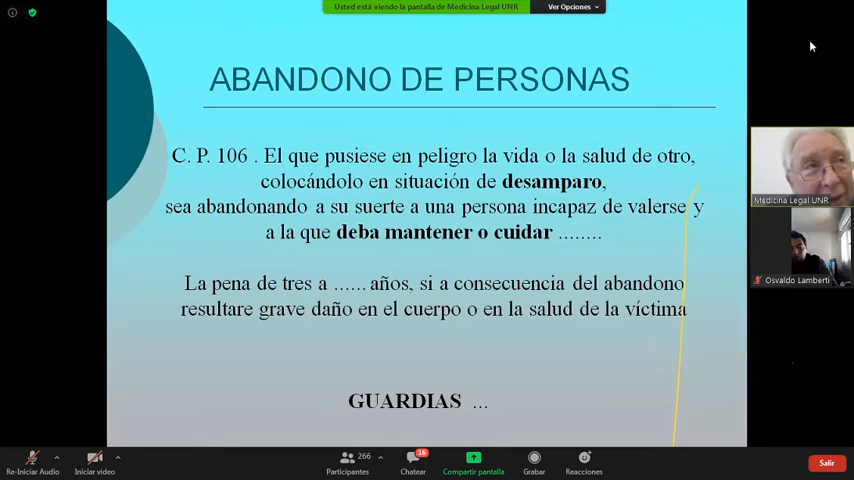 Usted está viendo la pantalla de Medicina Legal UNR
Ver Opciones
ABANDONO DE PERSONAS
C. P. 106 . El que pusiese en peligro la vida o la salud de otro,
colocándolo en situación de desamparo,
sea abandonando a su suerte a una persona incapaz de valerse y
a la que deba mantener o cuidar ........
La pena de tres a ...... años, si a consecuencia del abandono
resultare grave daño en el cuerpo o en la salud de la víctima
GUARDIAS ...
Medicina Legal UNR
Osvaldo Lamberti
Re-Iniciar Audio
Iniciar video
266
Participantes
16
Chatear
Compartir pantalla
Grabar
Reacciones
Salir